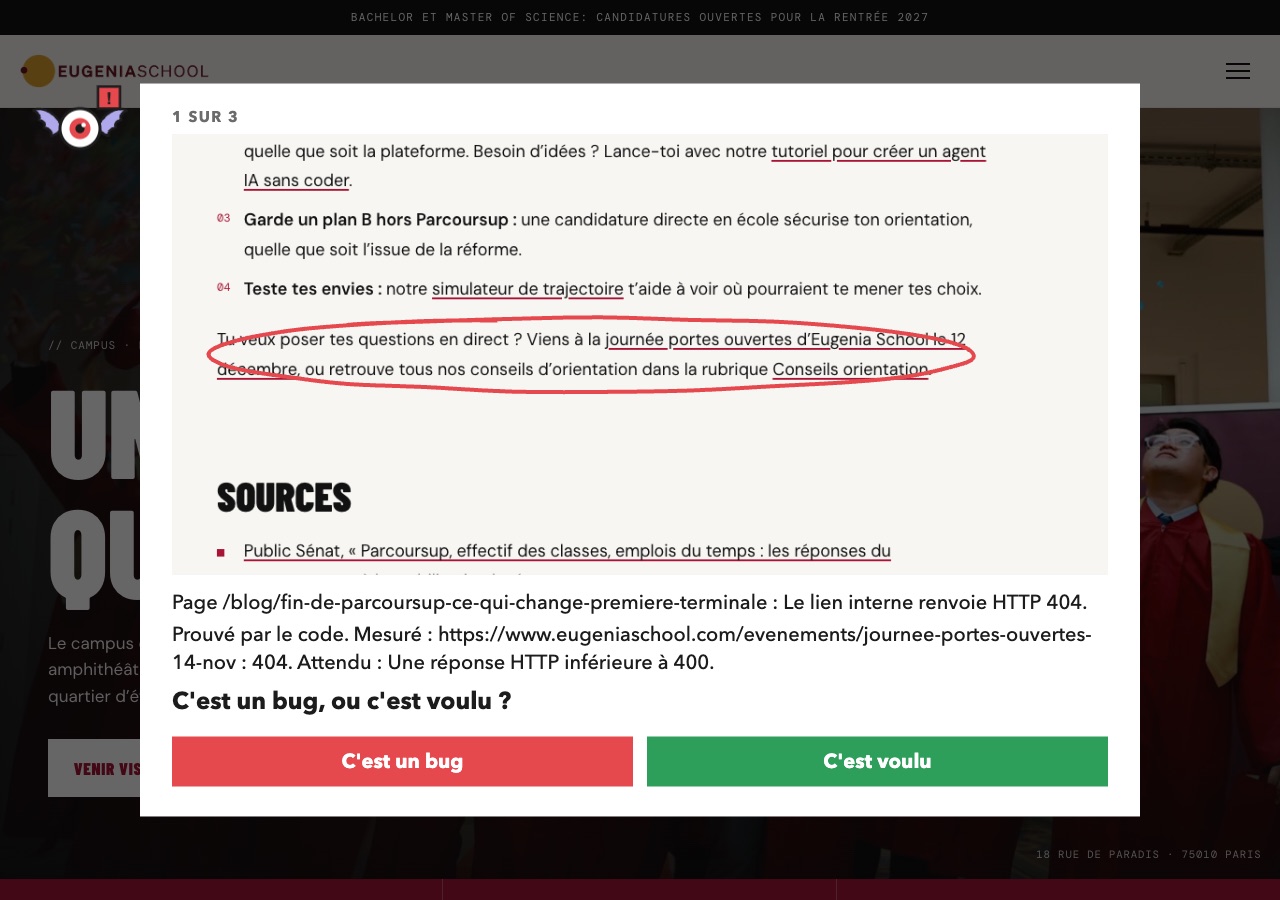 BACHELOR ET MASTER OF SCIENCE: CANDIDATURES OUVERTES POUR LA RENTRÉE 2027
EUGENIASCHOOL
!
1 SUR 3
quelle que soit la plateforme. Besoin d’idées ? Lance-toi avec notre tutoriel pour créer un agent
IA sans coder.
03 Garde un plan B hors Parcoursup : une candidature directe en école sécurise ton orientation,
quelle que soit l’issue de la réforme.
04 Teste tes envies : notre simulateur de trajectoire t’aide à voir où pourraient te mener tes choix.
Tu veux poser tes questions en direct ? Viens à la journée portes ouvertes d’Eugenia School le 12
décembre, ou retrouve tous nos conseils d’orientation dans la rubrique Conseils orientation.
SOURCES
Public Sénat, « Parcoursup, effectif des classes, emplois du temps : les réponses du
Page /blog/fin-de-parcoursup-ce-qui-change-premiere-terminale : Le lien interne renvoie HTTP 404.
Prouvé par le code. Mesuré : https://www.eugeniaschool.com/evenements/journee-portes-ouvertes-
14-nov : 404. Attendu : Une réponse HTTP inférieure à 400.
C'est un bug, ou c'est voulu ?
C'est un bug
C'est voulu
// CAMPUS ·
UN
QU
Le campus
amphithéât
quartier d’é
VENIR VIS
18 RUE DE PARADIS · 75010 PARIS